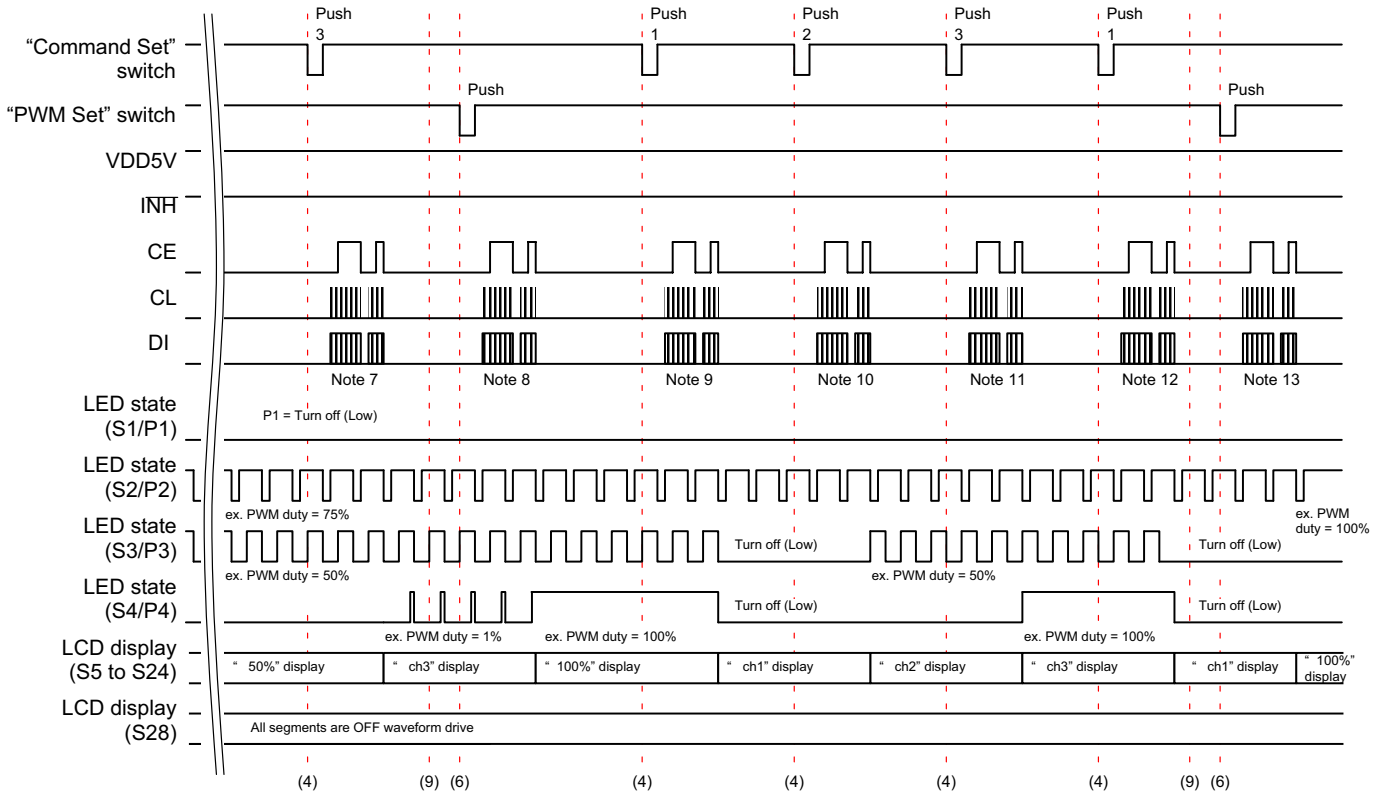 Push Push Push Push Push
3 1 2 3 1
“Command Set”
switch
Push Push
“PWM Set” switch
VDD5V
INH
CE
CL
DI
Note 7 Note 8 Note 9 Note 10 Note 11 Note 12 Note 13
LED state
(S1/P1)
P1 = Turn off (Low)
LED state
(S2/P2)
ex. PWM duty = 75%
ex. PWM
duty = 100%
LED state
(S3/P3)
Turn off (Low) Turn off (Low)
ex. PWM duty = 50% ex. PWM duty = 50%
LED state
(S4/P4)
Turn off (Low) Turn off (Low)
ex. PWM duty = 1% ex. PWM duty = 100% ex. PWM duty = 100%
LCD display
(S5 to S24)
“ 50%” display “ ch3” display “ 100%” display “ ch1” display “ ch2” display “ ch3” display “ ch1” display “ 100%”
display
LCD display
(S28)
All segments are OFF waveform drive
(4) (9) (6) (4) (4) (4) (4) (9) (6)